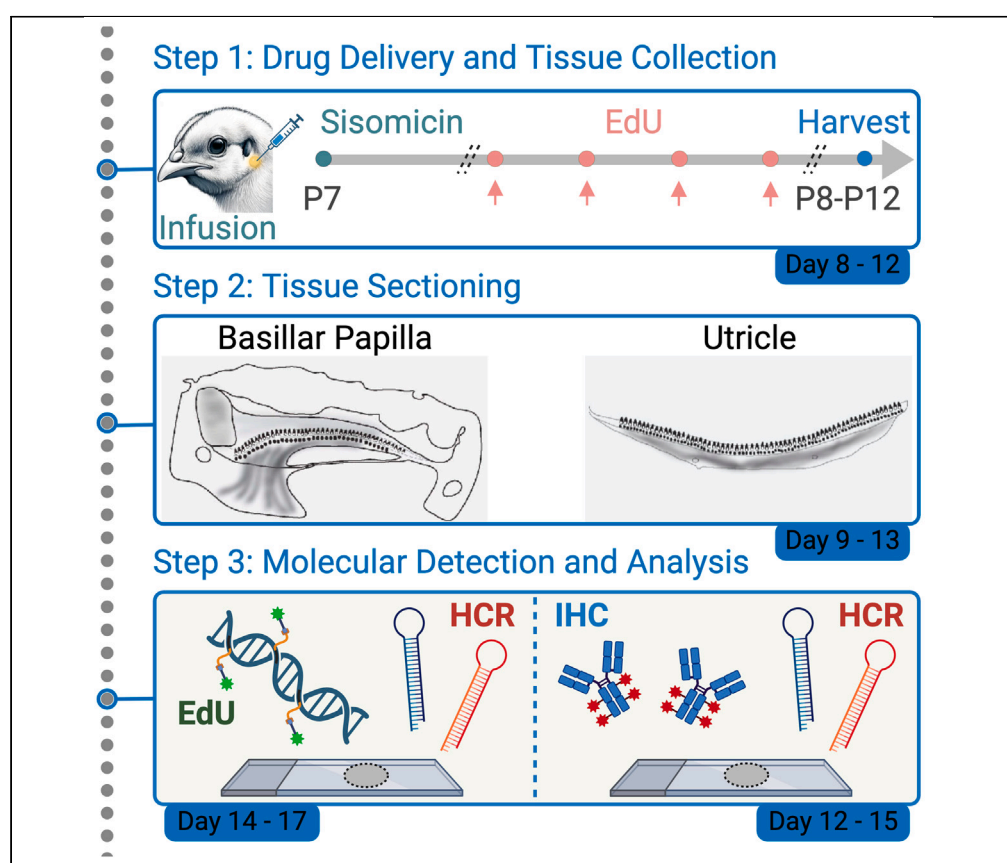 Step 1: Drug Delivery and Tissue Collection
Sisomicin
EdU
Harvest
P7
P8-P12
Infusion
Day 8 - 12
Step 2: Tissue Sectioning
Basillar Papilla
Utricle
Day 9 - 13
Step 3: Molecular Detection and Analysis
HCR
IHC
HCR
EdU
Day 14 - 17
Day 12 - 15